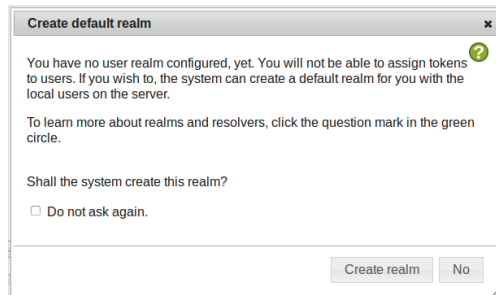 Create default realm
You have no user realm configured, yet. You will not be able to assign tokens
to users. If you wish to, the system can create a default realm for you with the
local users on the server.
To learn more about realms and resolvers, click the question mark in the green
circle.
Shall the system create this realm?
Do not ask again.
Create realm No